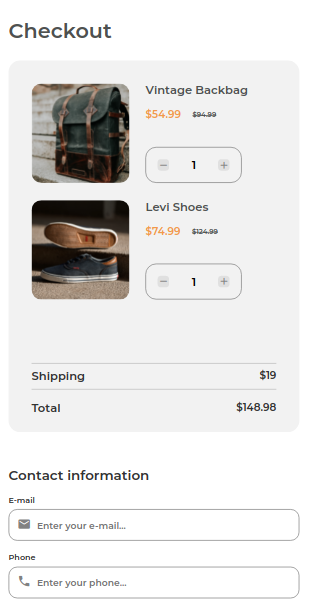 Checkout
Vintage Backbag
$54.99 $94.99
1
Levi Shoes
$74.99 $124.99
1
Shipping $19
Total $148.98
Contact information
E-mail
Enter your e-mail...
Phone
Enter your phone...